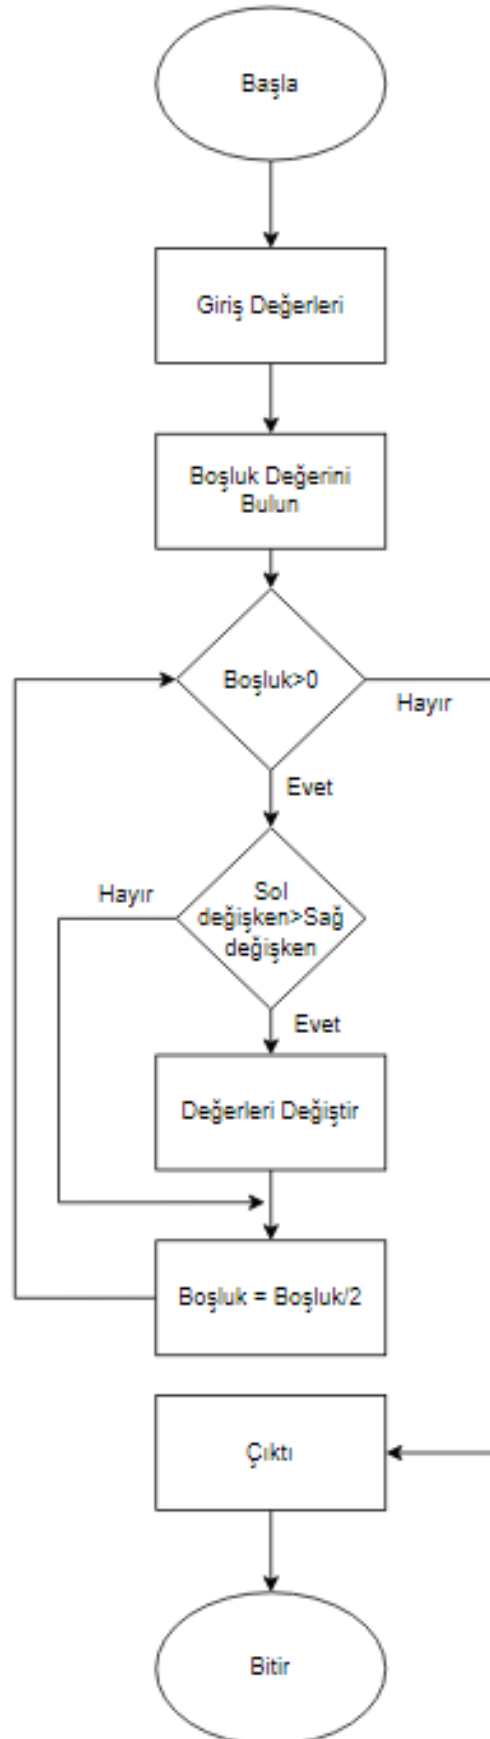 Başla
Giriş Değerleri
Boşluk Değerini
Bulun
Boşluk>0
Hayır
Evet
Hayır
Sol
değişken>Sağ
değişken
Evet
Değerleri Değiştir
Boşluk = Boşluk/2
Çıktı
Bitir